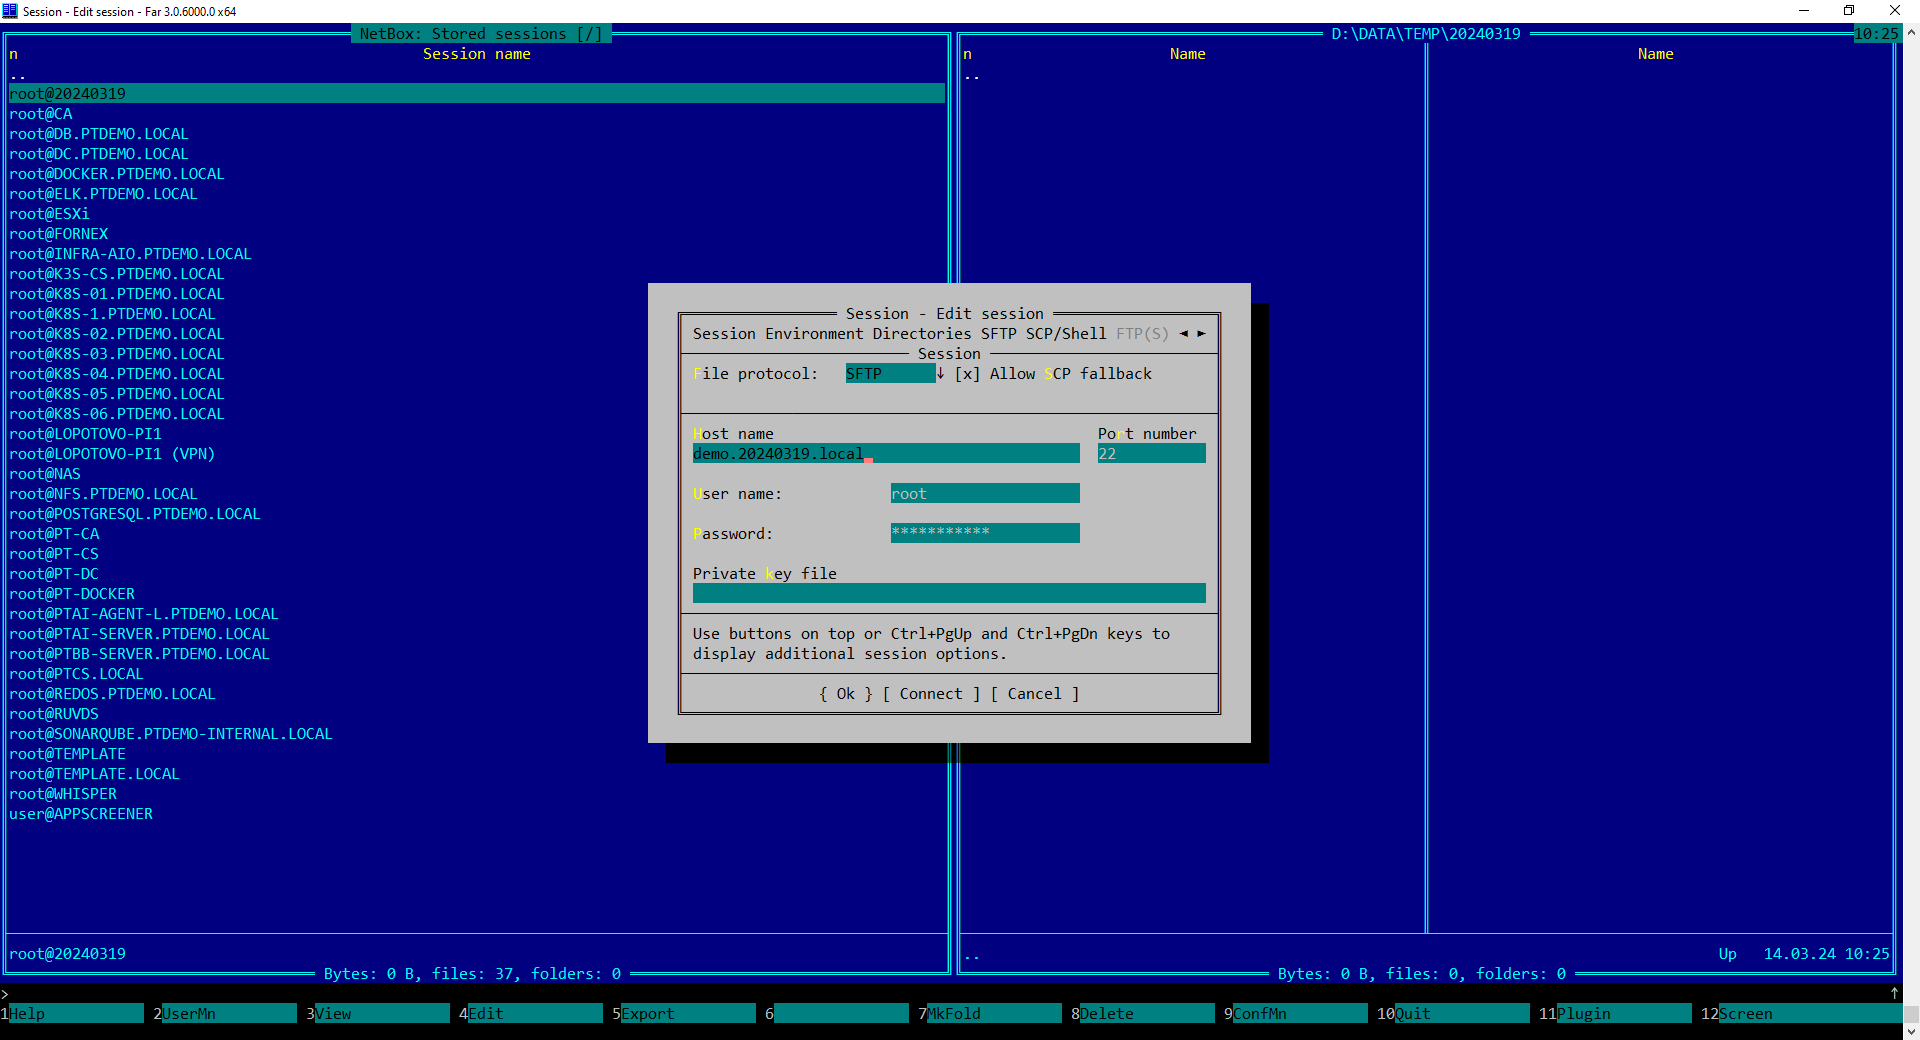 Session - Edit session - Far 3.0.6000.0 x64
NetBox: Stored sessions [/]
n Session name
..
root@20240319
root@CA
root@DB.PTDEMO.LOCAL
root@DC.PTDEMO.LOCAL
root@DOCKER.PTDEMO.LOCAL
root@ELK.PTDEMO.LOCAL
root@ESXi
root@FORNEX
root@INFRA-AIO.PTDEMO.LOCAL
root@K3S-CS.PTDEMO.LOCAL
root@K8S-01.PTDEMO.LOCAL
root@K8S-1.PTDEMO.LOCAL
root@K8S-02.PTDEMO.LOCAL
root@K8S-03.PTDEMO.LOCAL
root@K8S-04.PTDEMO.LOCAL
root@K8S-05.PTDEMO.LOCAL
root@K8S-06.PTDEMO.LOCAL
root@LOPOTOVO-PI1
root@LOPOTOVO-PI1 (VPN)
root@NAS
root@NFS.PTDEMO.LOCAL
root@POSTGRESQL.PTDEMO.LOCAL
root@PT-CA
root@PT-CS
root@PT-DC
root@PT-DOCKER
root@PTAI-AGENT-L.PTDEMO.LOCAL
root@PTAI-SERVER.PTDEMO.LOCAL
root@PTBB-SERVER.PTDEMO.LOCAL
root@PTCS.LOCAL
root@REDOS.PTDEMO.LOCAL
root@RUVDS
root@SONARQUBE.PTDEMO-INTERNAL.LOCAL
root@TEMPLATE
root@TEMPLATE.LOCAL
root@WHISPER
user@APPSCREENER
root@20240319
Bytes: 0 B, files: 37, folders: 0
D:\DATA\TEMP\20240319
10:25
n Name Name
..
.. Up 14.03.24 10:25
Bytes: 0 B, files: 0, folders: 0
Session - Edit session
Session Environment Directories SFTP SCP/Shell FTP(S) ◄ ►
Session
File protocol: SFTP ↓ [x] Allow SCP fallback
Host name Port number
demo.20240319.local 22
User name: root
Password: ***********
Private key file
Use buttons on top or Ctrl+PgUp and Ctrl+PgDn keys to
display additional session options.
{ Ok } [ Connect ] [ Cancel ]
> ↑
1Help 2UserMn 3View 4Edit 5Export 6 7MkFold 8Delete 9ConfMn 10Quit 11Plugin 12Screen